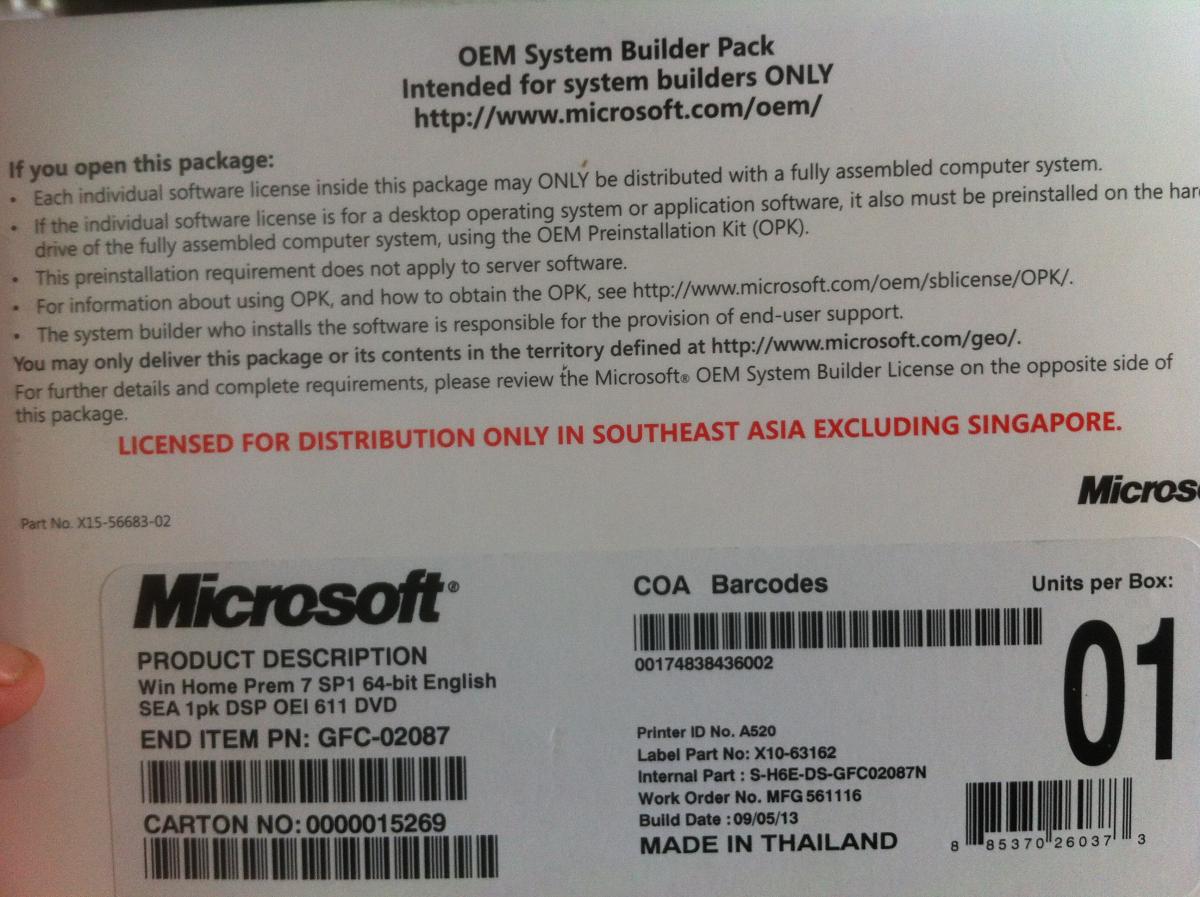 OEM System Builder Pack
Intended for system builders ONLY
http://www.microsoft.com/oem/
If you open this package:
• Each individual software license inside this package may ONLY be distributed with a fully assembled computer system.
• If the individual software license is for a desktop operating system or application software, it also must be preinstalled on the har
drive of the fully assembled computer system, using the OEM Preinstallation Kit (OPK).
• This preinstallation requirement does not apply to server software.
• For information about using OPK, and how to obtain the OPK, see http://www.microsoft.com/oem/sblicense/OPK/.
• The system builder who installs the software is responsible for the provision of end-user support.
You may only deliver this package or its contents in the territory defined at http://www.microsoft.com/geo/.
For further details and complete requirements, please review the Microsoft® OEM System Builder License on the opposite side of
this package.
LICENSED FOR DISTRIBUTION ONLY IN SOUTHEAST ASIA EXCLUDING SINGAPORE.
Micros
Part No. X15-56683-02
Microsoft®
PRODUCT DESCRIPTION
Win Home Prem 7 SP1 64-bit English
SEA 1pk DSP OEI 611 DVD
END ITEM PN: GFC-02087
CARTON NO: 0000015269
COA Barcodes
00174838436002
Units per Box:
01
Printer ID No. A520
Label Part No: X10-63162
Internal Part : S-H6E-DS-GFC02087N
Work Order No. MFG561116
Build Date : 09/05/13
MADE IN THAILAND
8 85370 26037 3